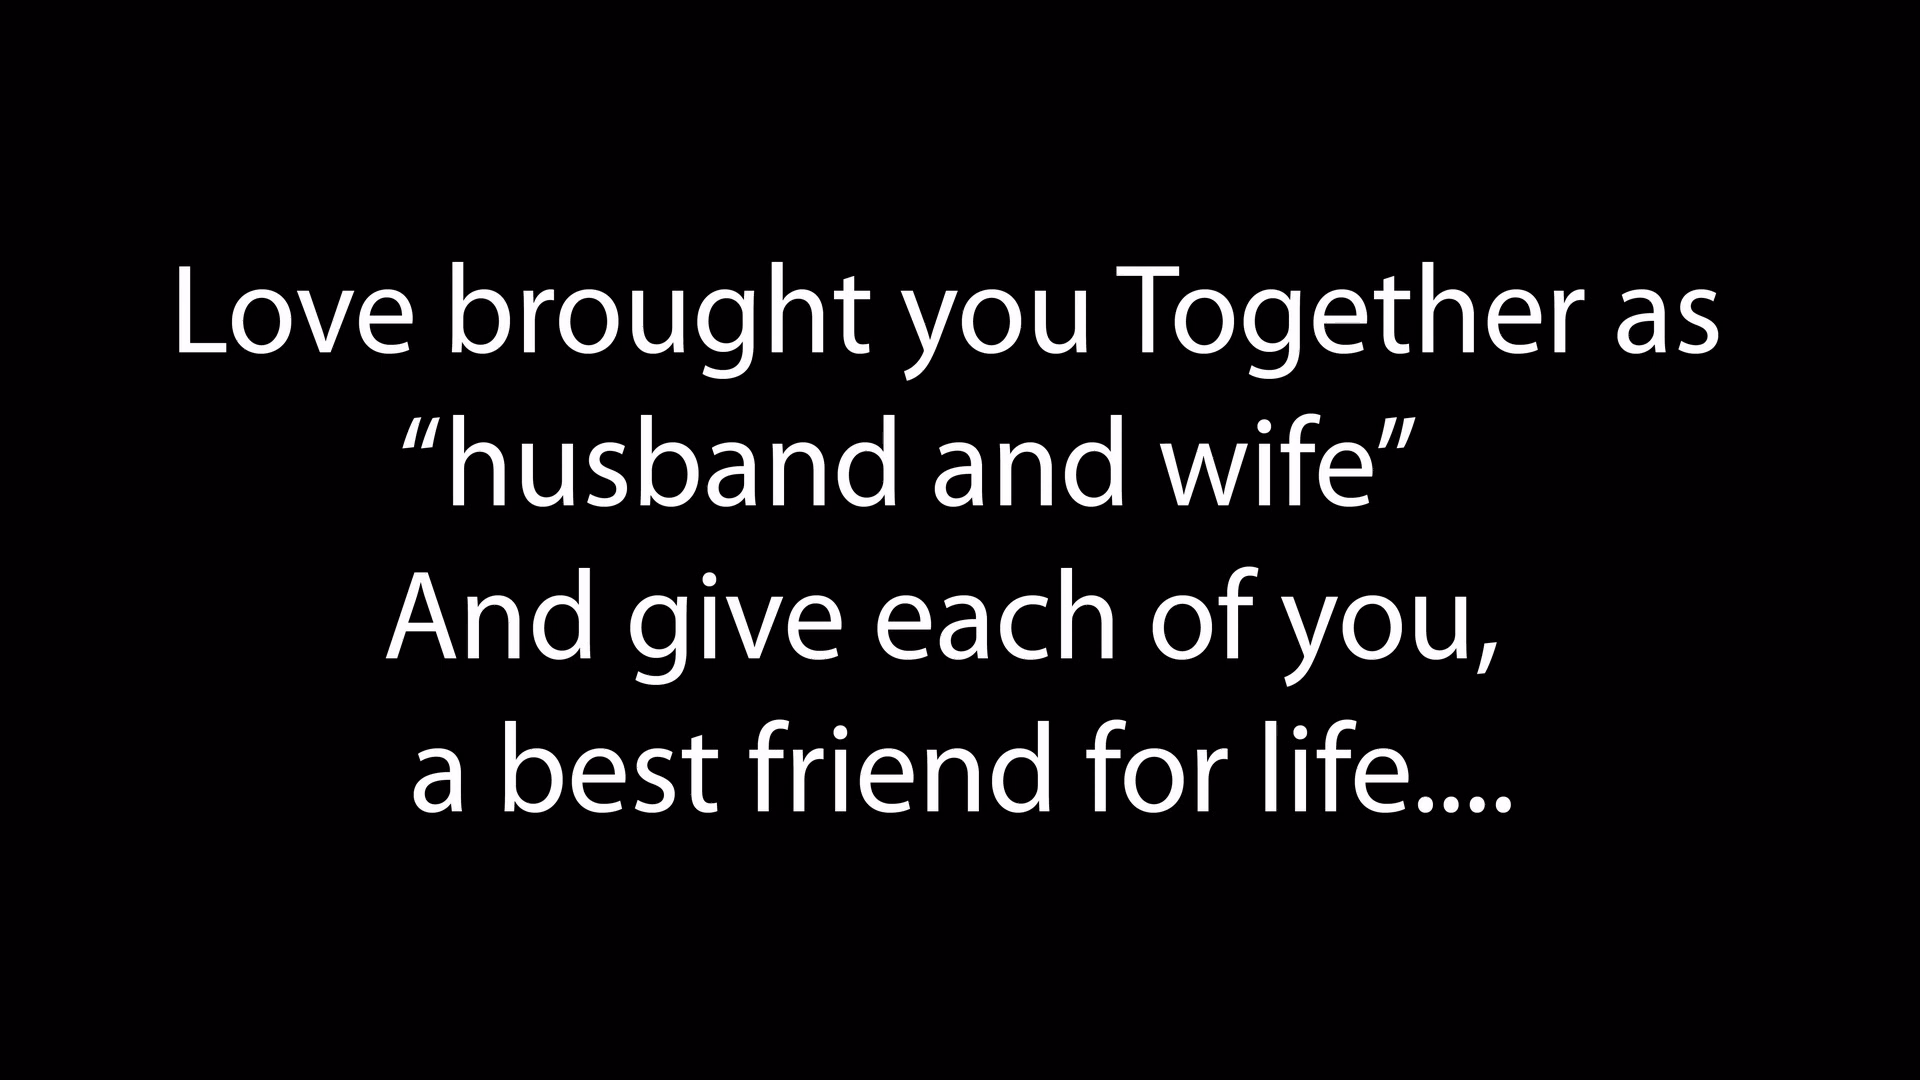 Love brought you Together as
“husband and wife”
And give each of you,
a best friend for life....